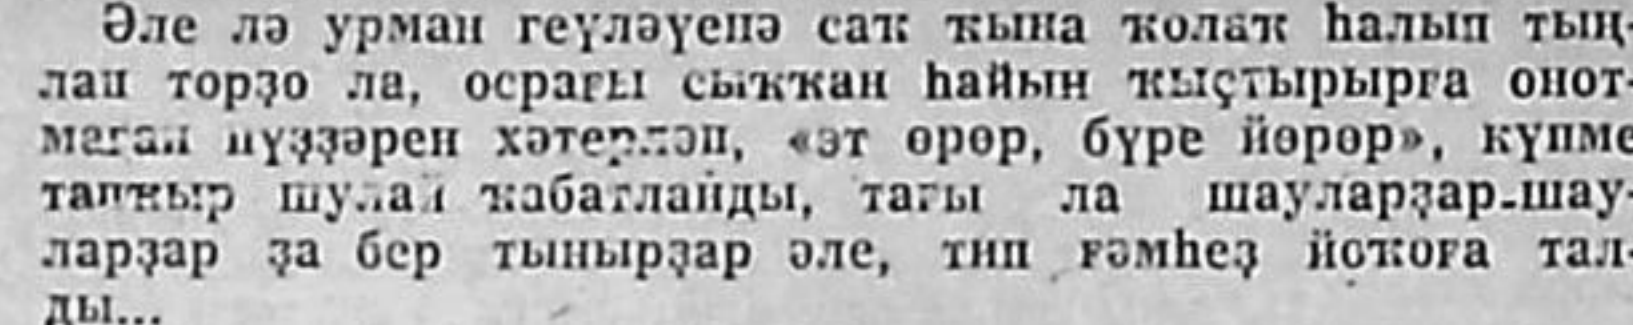 Әле лә урман геүләүенә саҡ ҡына ҡолаҡ һалып тың-
лап торҙо ла, осрағы сыҡҡан һайын ҡыҫтырырға онот-
маған һүҙҙәрен хәтерләп, «эт өрөр, бүре йөрөр», күпме
тапҡыр шулай ҡабатлайды, тағы ла шауларҙар-шау-
ларҙар ҙа бер тынырҙар әле, тип ғәмһеҙ йоҡоға тал-
ды...